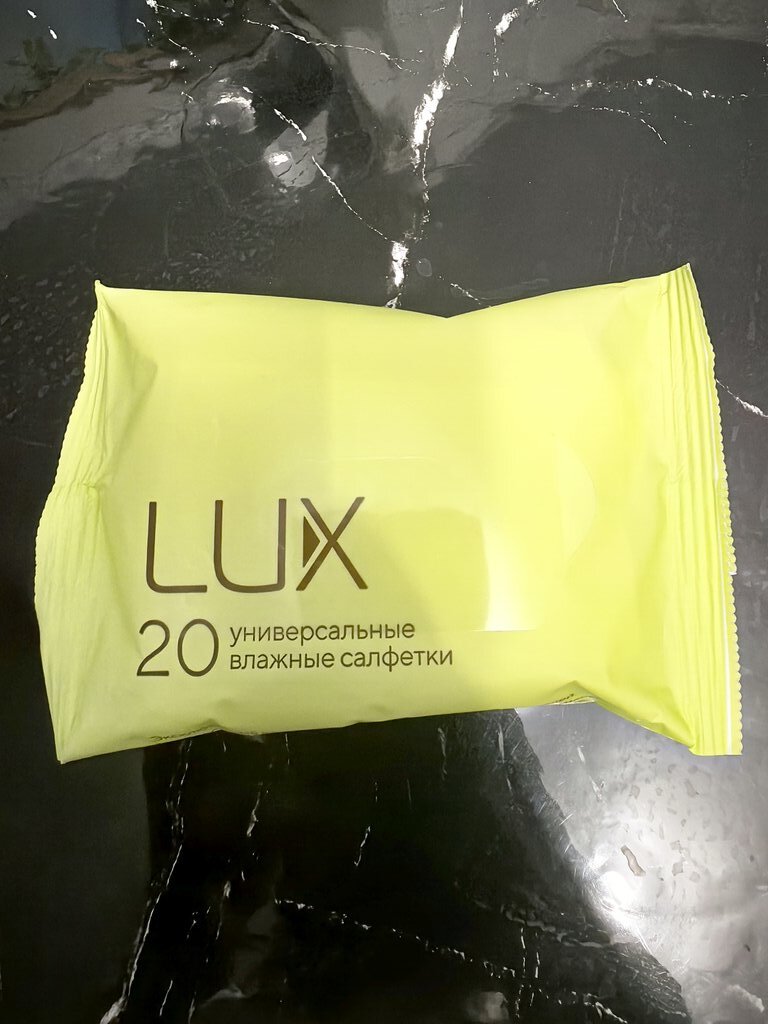 LUX
20 универсальные
влажные салфетки